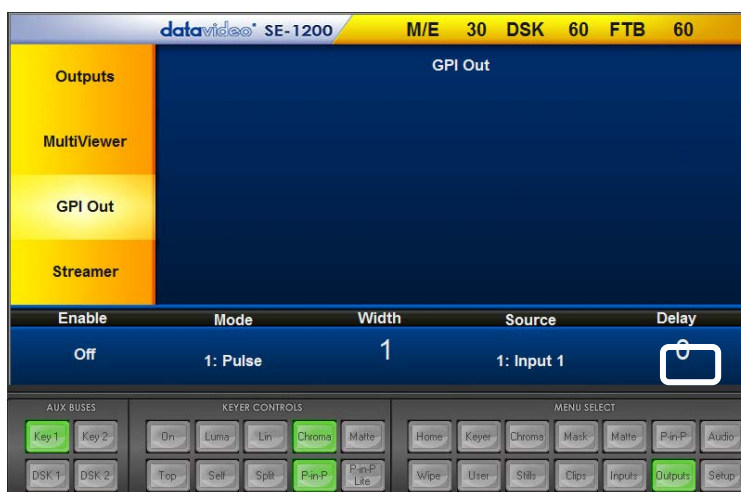 datavideo SE-1200 M/E 30 DSK 60 FTB 60
Outputs
GPI Out
MultiViewer
GPI Out
Streamer
Enable Mode Width Source Delay
Off 1: Pulse 1 1: Input 1 0
AUX BUSES KEYER CONTROLS MENU SELECT
Key 1 Key 2 On Luma Lin Chroma Matte Home Keyer Chroma Mask Matte P-in-P Audio
DSK 1 DSK 2 Top Self Split P-in-P P-in-P Lite Wipe User Stills Clips Inputs Outputs Setup